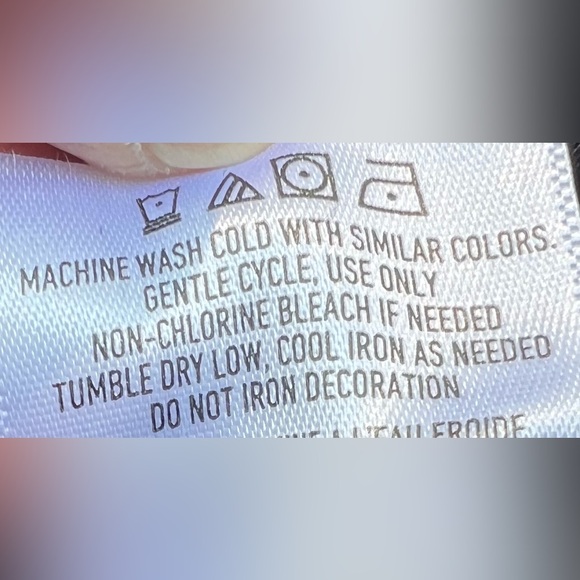 MACHINE WASH COLD WITH SIMILAR COLORS.
GENTLE CYCLE, USE ONLY
NON-CHLORINE BLEACH IF NEEDED
TUMBLE DRY LOW, COOL IRON AS NEEDED
DO NOT IRON DECORATION